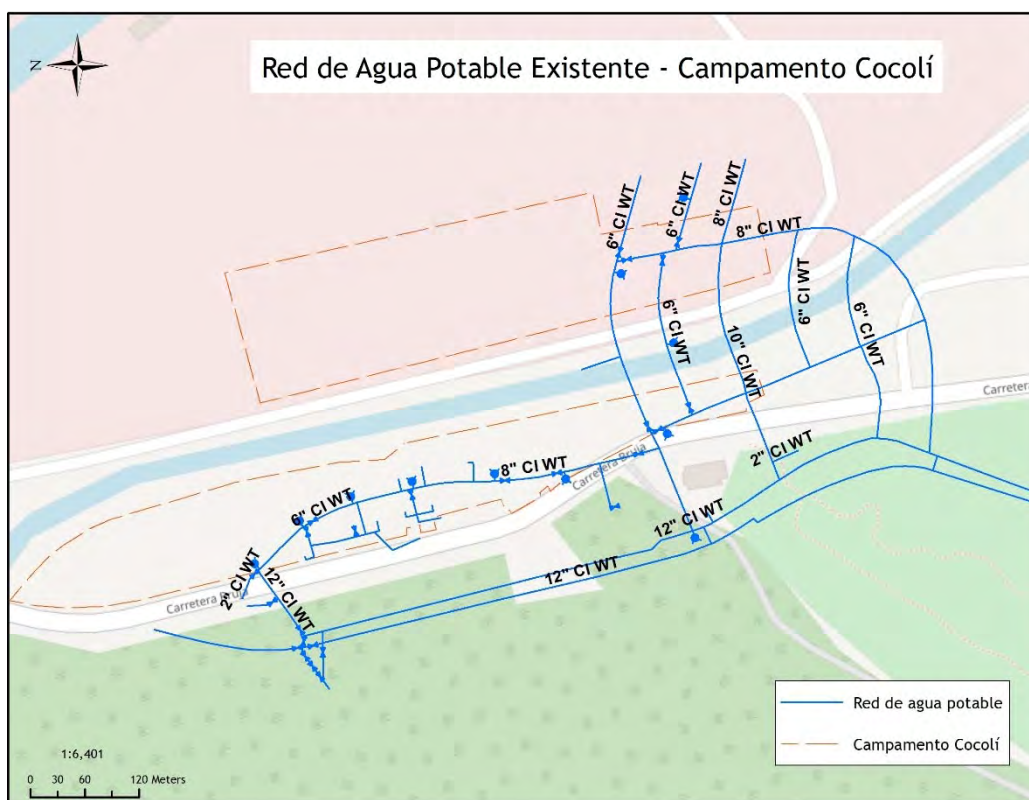 Red de Agua Potable Existente - Campamento Cocolí
N
6" CI WT
6" CI WT
8" CI WT
8" CI WT
6" CI WT
6" CI WT
6" CI WT
10" CI WT
2" CI WT
Carretera
8" CI WT
Carretera Bruja
6" CI WT
12" CI WT
12" CI WT
2" CI WT
12" CI WT
Carretera Bruja
Red de agua potable
Campamento Cocolí
1:6,401
0 30 60 120 Meters